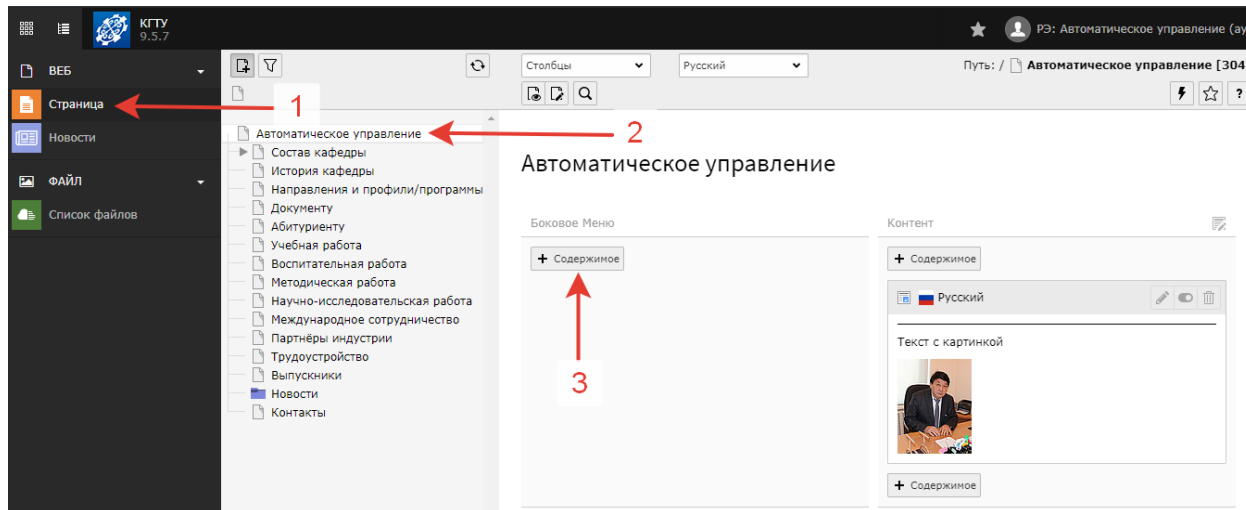 КГТУ
9.5.7
РЭ: Автоматическое управление (ау
ВЕБ
Страница
Новости
ФАЙЛ
Список файлов
1
Автоматическое управление
Состав кафедры
История кафедры
Направления и профили/программы
Документу
Абитуриенту
Учебная работа
Воспитательная работа
Методическая работа
Научно-исследовательская работа
Международное сотрудничество
Партнёры индустрии
Трудоустройство
Выпускники
Новости
Контакты
2
Столбцы
Русский
Путь: / Автоматическое управление [304
?
Автоматическое управление
Боковое Меню
+ Содержимое
3
Контент
+ Содержимое
Русский
Текст с картинкой
+ Содержимое